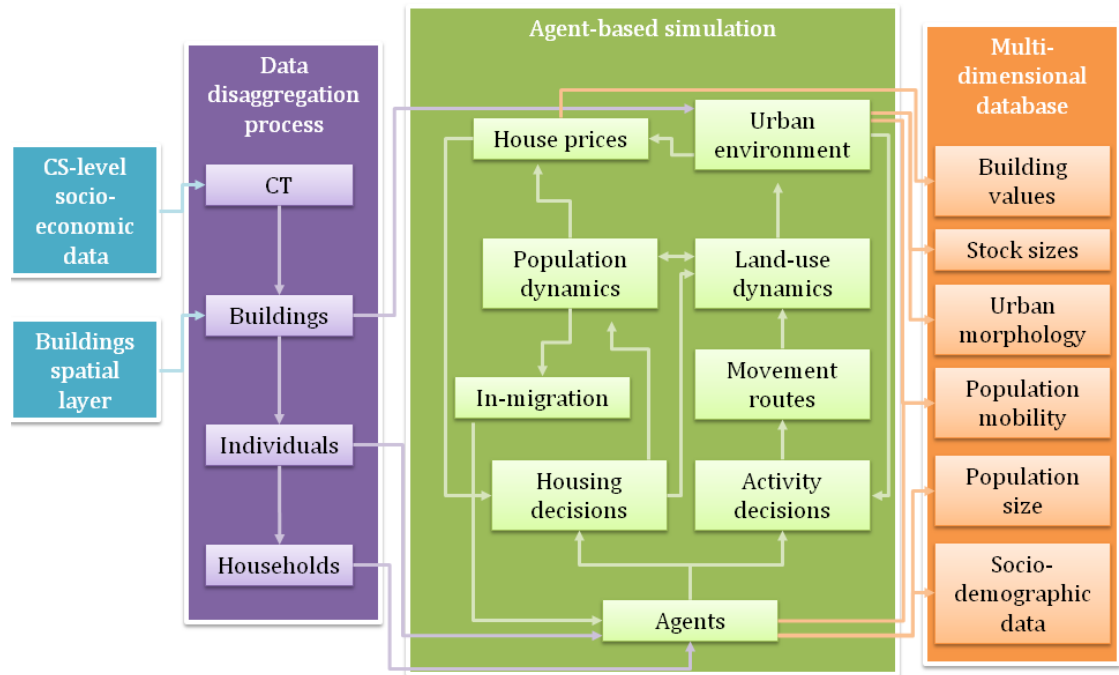 CS-level
socio-
economic
data
Buildings
spatial
layer
Data
disaggregation
process
CT
Buildings
Individuals
Households
Agent-based simulation
House prices
Urban
environment
Population
dynamics
Land-use
dynamics
In-migration
Movement
routes
Housing
decisions
Activity
decisions
Agents
Multi-
dimensional
database
Building
values
Stock sizes
Urban
morphology
Population
mobility
Population
size
Socio-
demographic
data